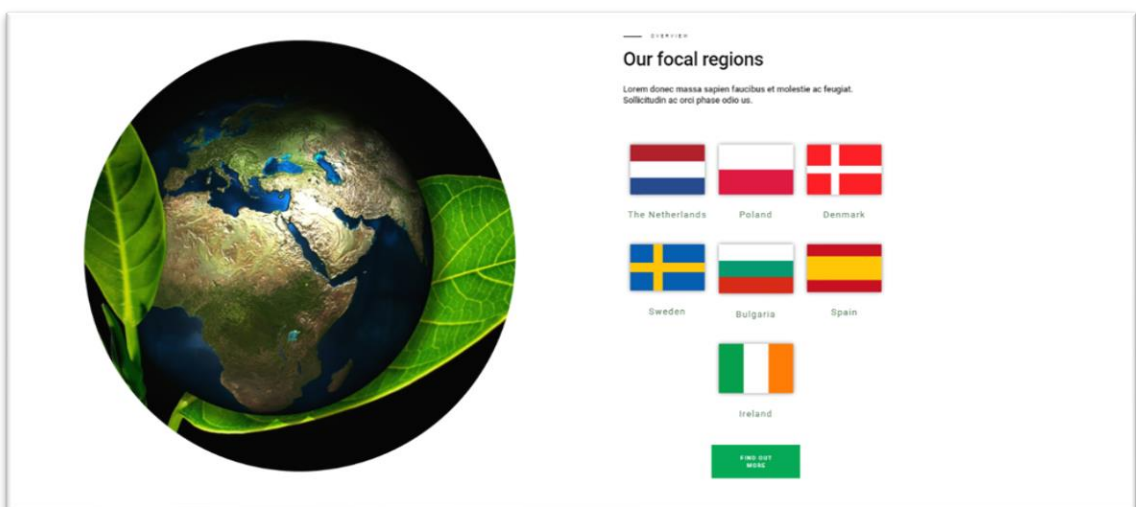 OVERVIEW
Our focal regions
Lorem donec massa sapien faucibus et molestie ac feugiat.
Sollicitudin ac orci phase odio us.
The Netherlands
Poland
Denmark
Sweden
Bulgaria
Spain
Ireland
FIND OUT
MORE